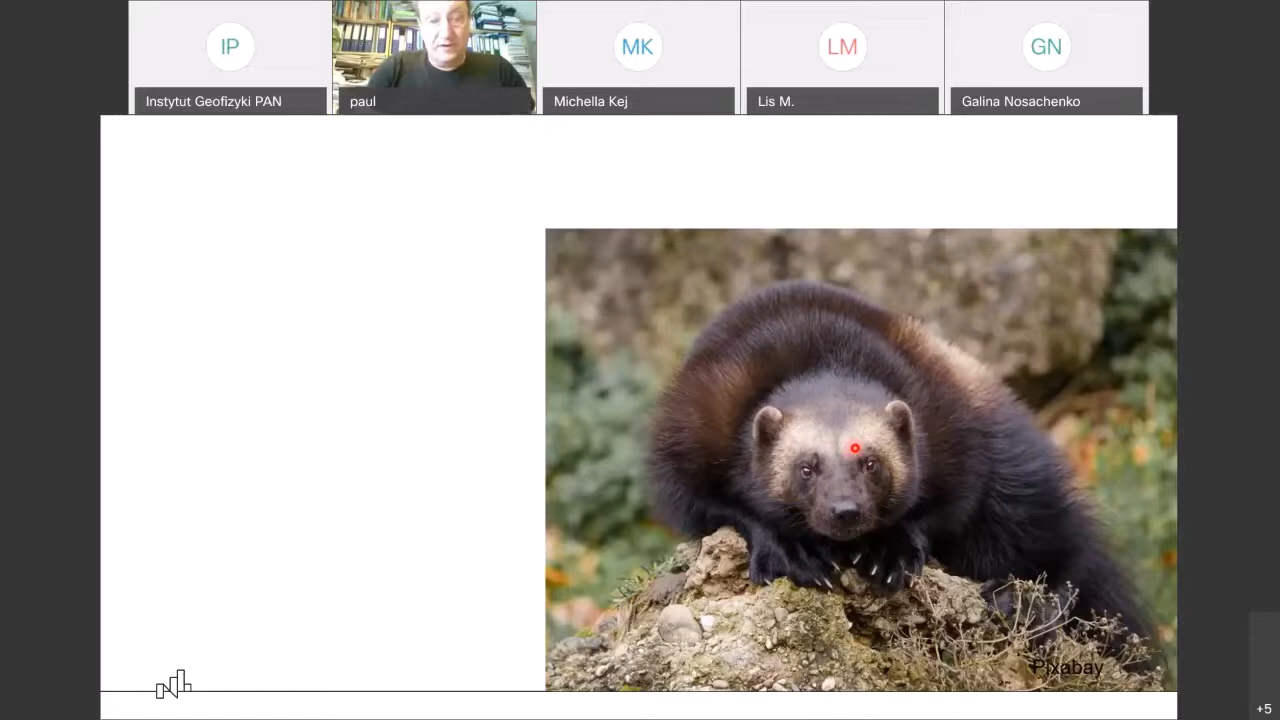 IP
MK
LM
GN
Instytut Geofizyki PAN
paul
Michella Kej
Lis M.
Galina Nosachenko
Pixabay
+5